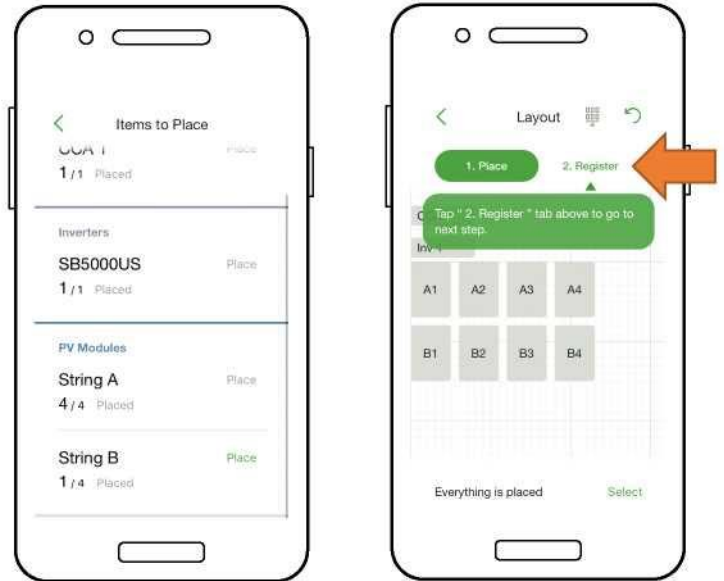 Items to Place
1/1 Placed
Inverters
SB5000US Place
1/1 Placed
PV Modules
String A Place
4/4 Placed
String B Place
1/4 Placed
Layout
1. Place 2. Register
Tap " 2. Register " tab above to go to
next step.
A1 A2 A3 A4
B1 B2 B3 B4
Everything is placed Select